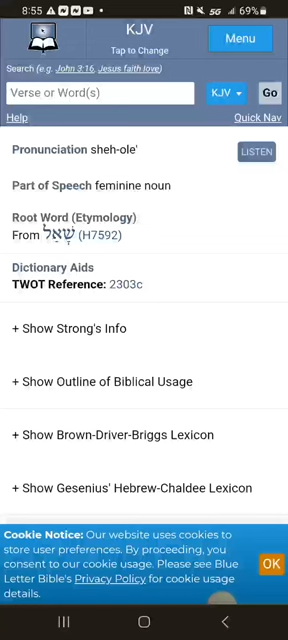 8:55
5G 69%
KJV
Tap to Change
Menu
Search (e.g. John 3:16, Jesus faith love)
Verse or Word(s)
KJV
Go
Help
Quick Nav
Pronunciation sheh-ole'
LISTEN
Part of Speech feminine noun
Root Word (Etymology)
From שָׁאַל (H7592)
Dictionary Aids
TWOT Reference: 2303c
+ Show Strong's Info
+ Show Outline of Biblical Usage
+ Show Brown-Driver-Briggs Lexicon
+ Show Gesenius' Hebrew-Chaldee Lexicon
Cookie Notice: Our website uses cookies to
store user preferences. By proceeding, you
consent to our cookie usage. Please see Blue
Letter Bible's Privacy Policy for cookie usage
details.
OK